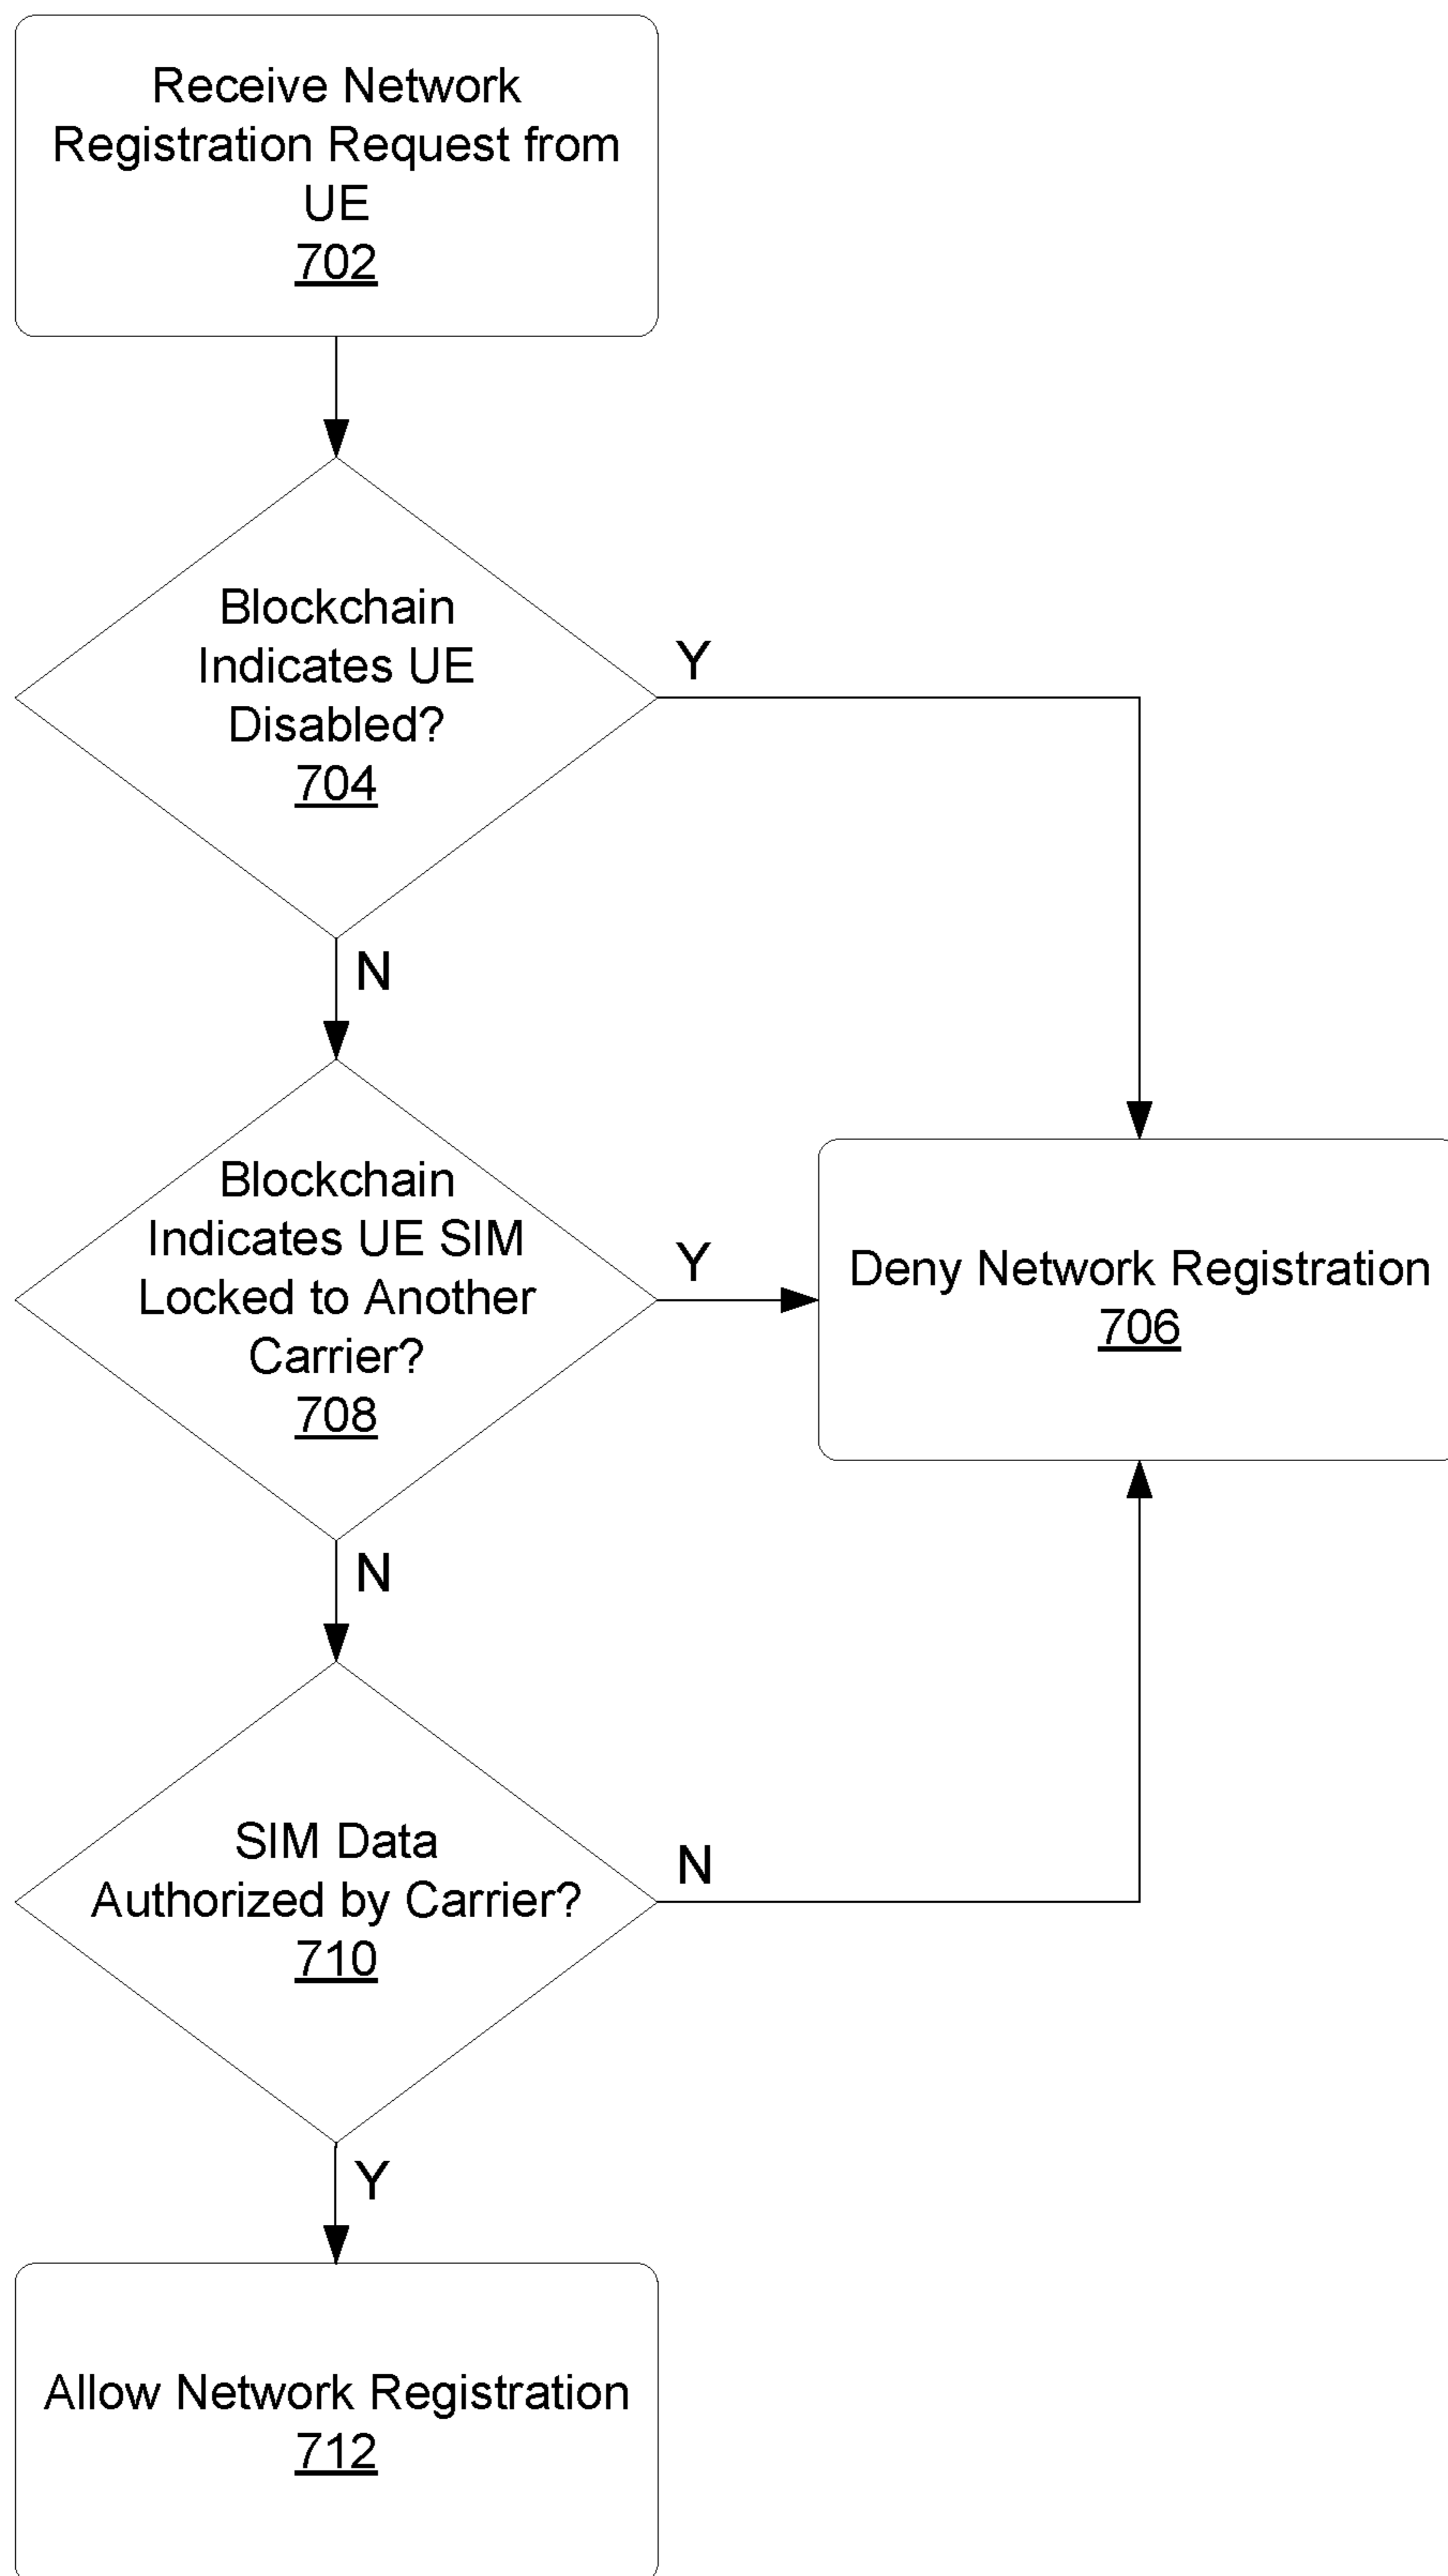 Receive Network
Registration Request from
UE
702
Blockchain
Indicates UE
Disabled?
704
Y
N
Blockchain
Indicates UE SIM
Locked to Another
Carrier?
708
Y
Deny Network Registration
706
N
SIM Data
Authorized by Carrier?
710
N
Y
Allow Network Registration
712